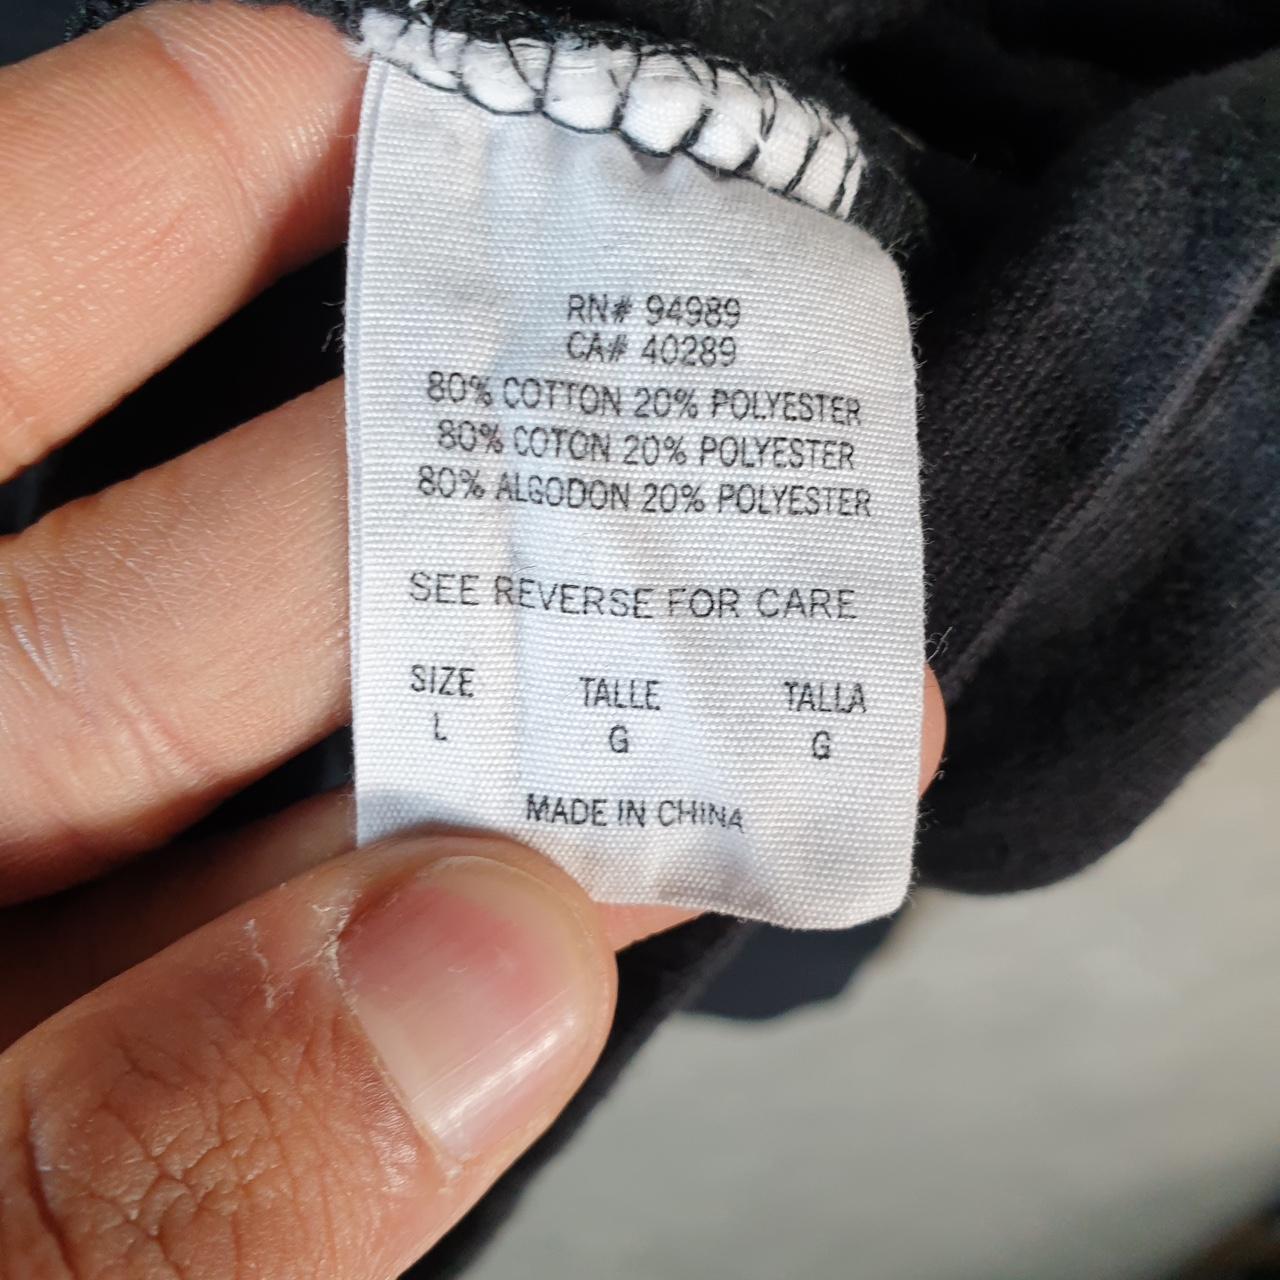 RN# 94989
CA# 40289
80% COTTON 20% POLYESTER
80% COTON 20% POLYESTER
80% ALGODON 20% POLYESTER
SEE REVERSE FOR CARE
SIZE TALLE TALLA
L G G
MADE IN CHINA